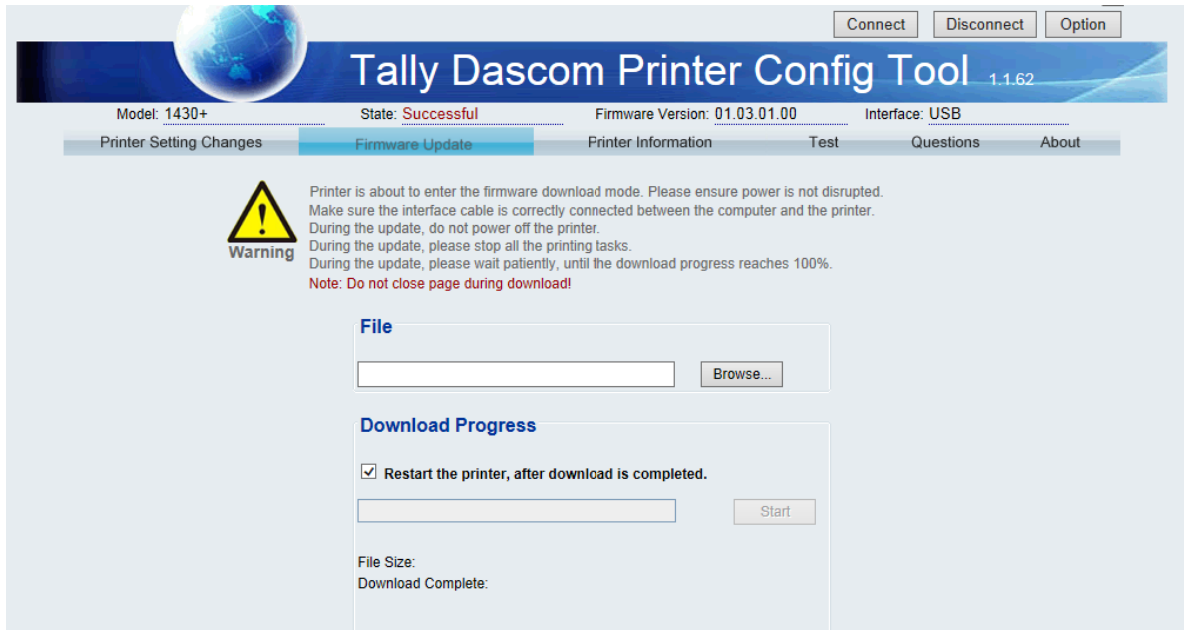 Connect Disconnect Option
Tally Dascom Printer Config Tool 1.1.62
Model: 1430+ State: Successful Firmware Version: 01.03.01.00 Interface: USB
Printer Setting Changes Firmware Update Printer Information Test Questions About
Printer is about to enter the firmware download mode. Please ensure power is not disrupted.
Make sure the interface cable is correctly connected between the computer and the printer.
During the update, do not power off the printer.
During the update, please stop all the printing tasks.
During the update, please wait patiently, until the download progress reaches 100%.
Note: Do not close page during download!
Warning
File
Browse...
Download Progress
Restart the printer, after download is completed.
Start
File Size:
Download Complete: